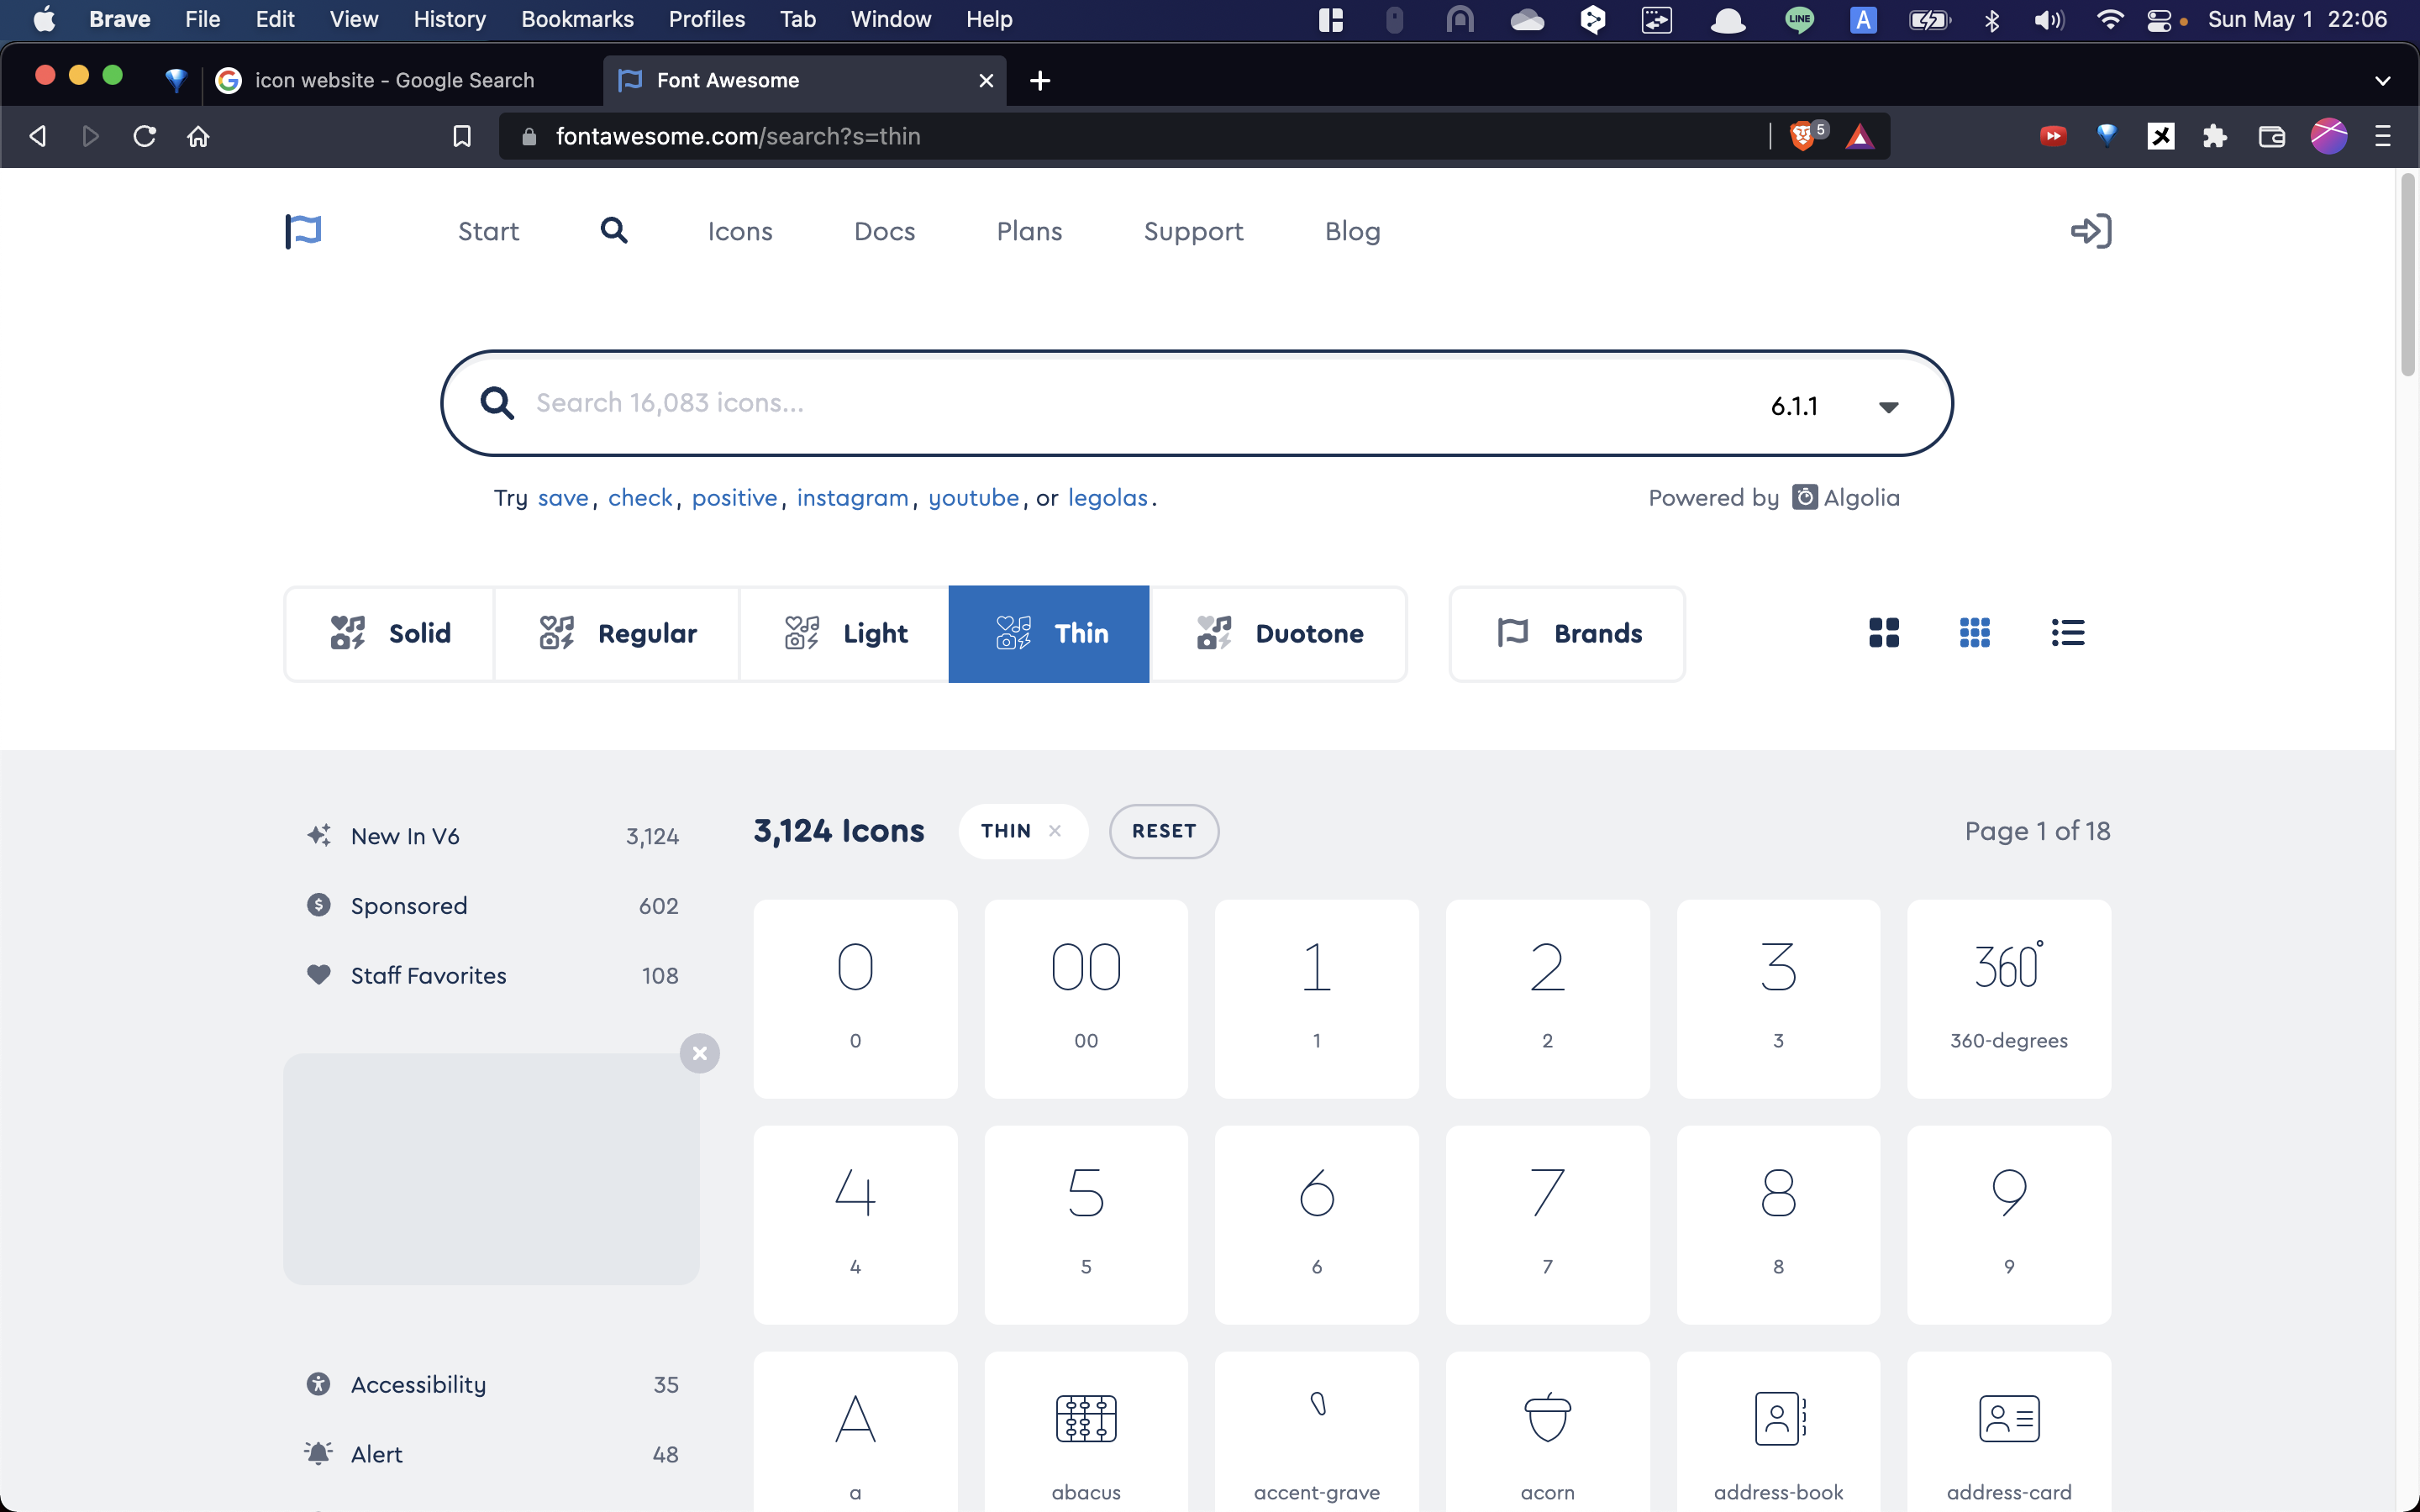 Brave File Edit View History Bookmarks Profiles Tab Window Help LINE A Sun May 1 22:06
icon website - Google Search Font Awesome
fontawesome.com/search?s=thin 5
Start Icons Docs Plans Support Blog
Search 16,083 icons... 6.1.1
Try save, check, positive, instagram, youtube, or legolas. Powered by Algolia
Solid Regular Light Thin Duotone Brands
New In V6 3,124
Sponsored 602
Staff Favorites 108
Accessibility 35
Alert 48
3,124 Icons THIN RESET Page 1 of 18
0 00 1 2 3 360°
0 00 1 2 3 360-degrees
4 5 6 7 8 9
4 5 6 7 8 9
A
a abacus accent-grave acorn address-book address-card